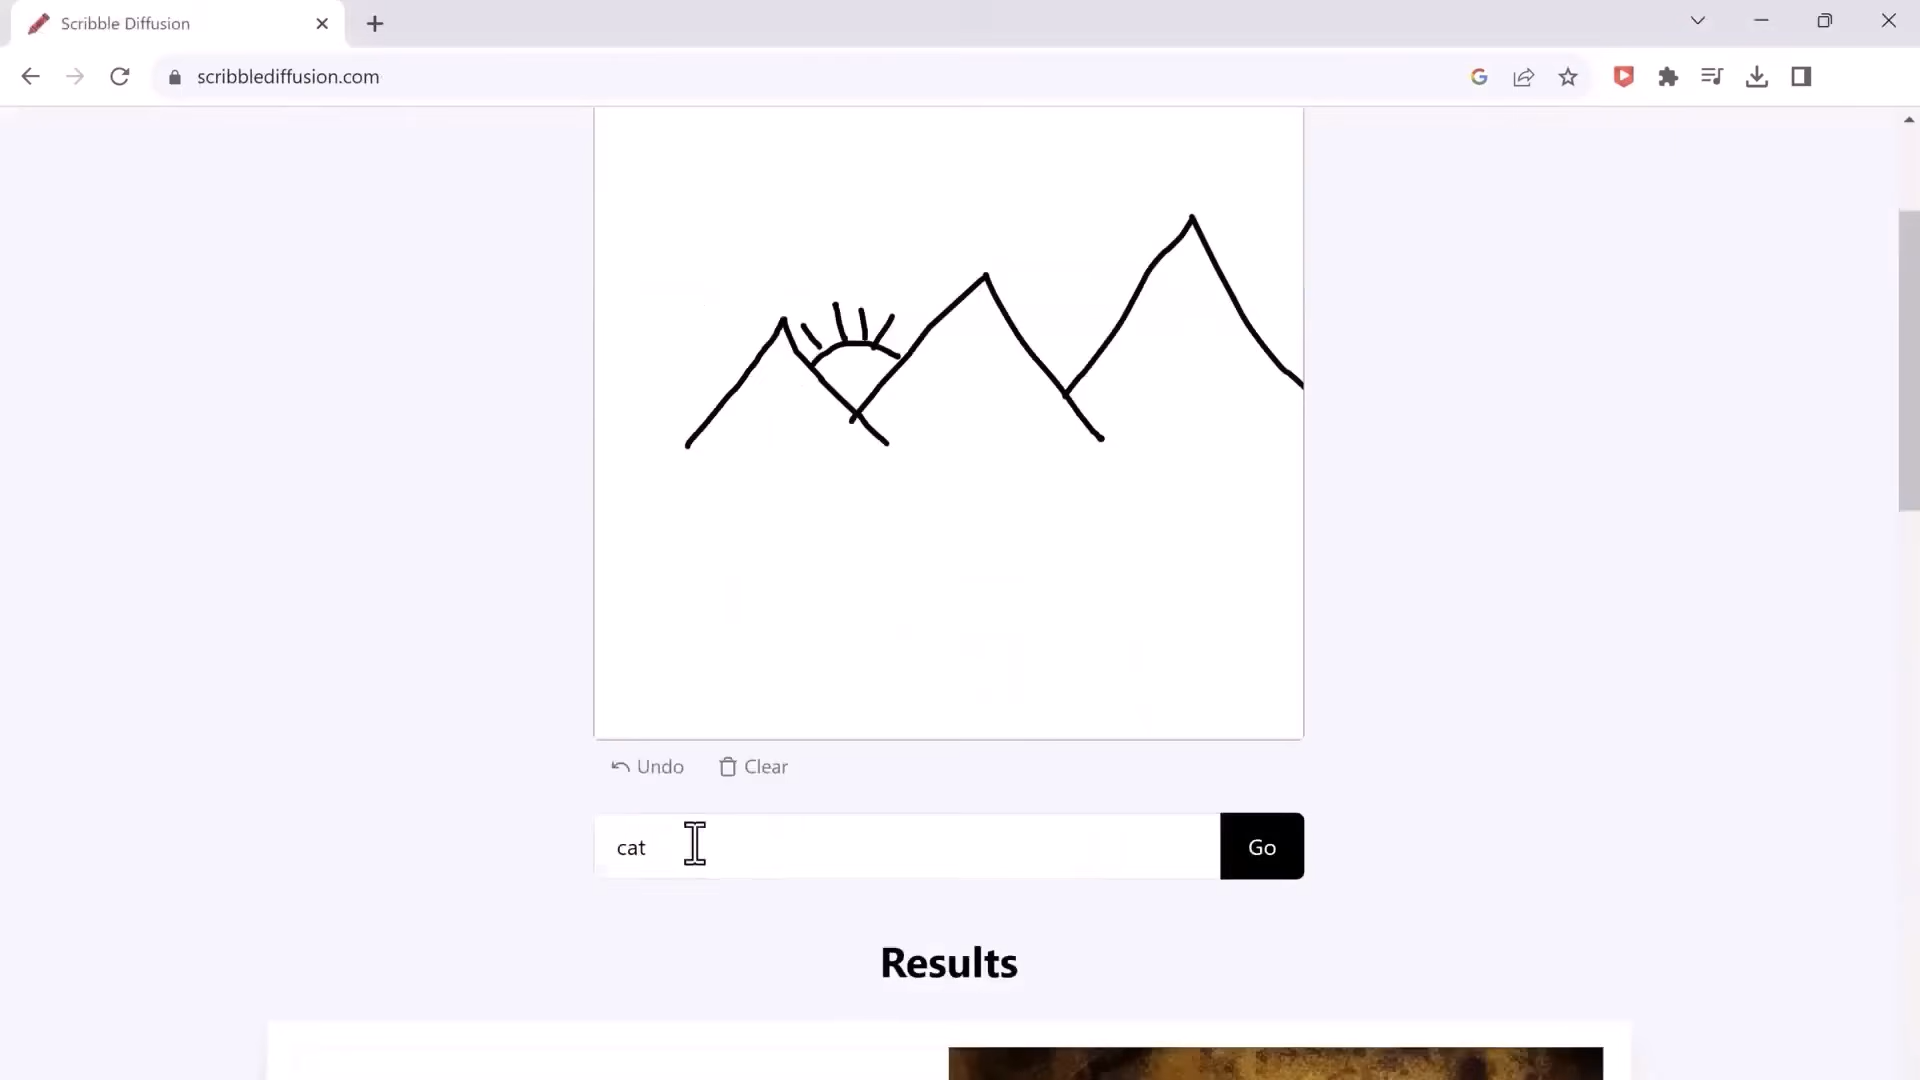 Scribble Diffusion
scribblediffusion.com
Undo
Clear
cat
Go
Results